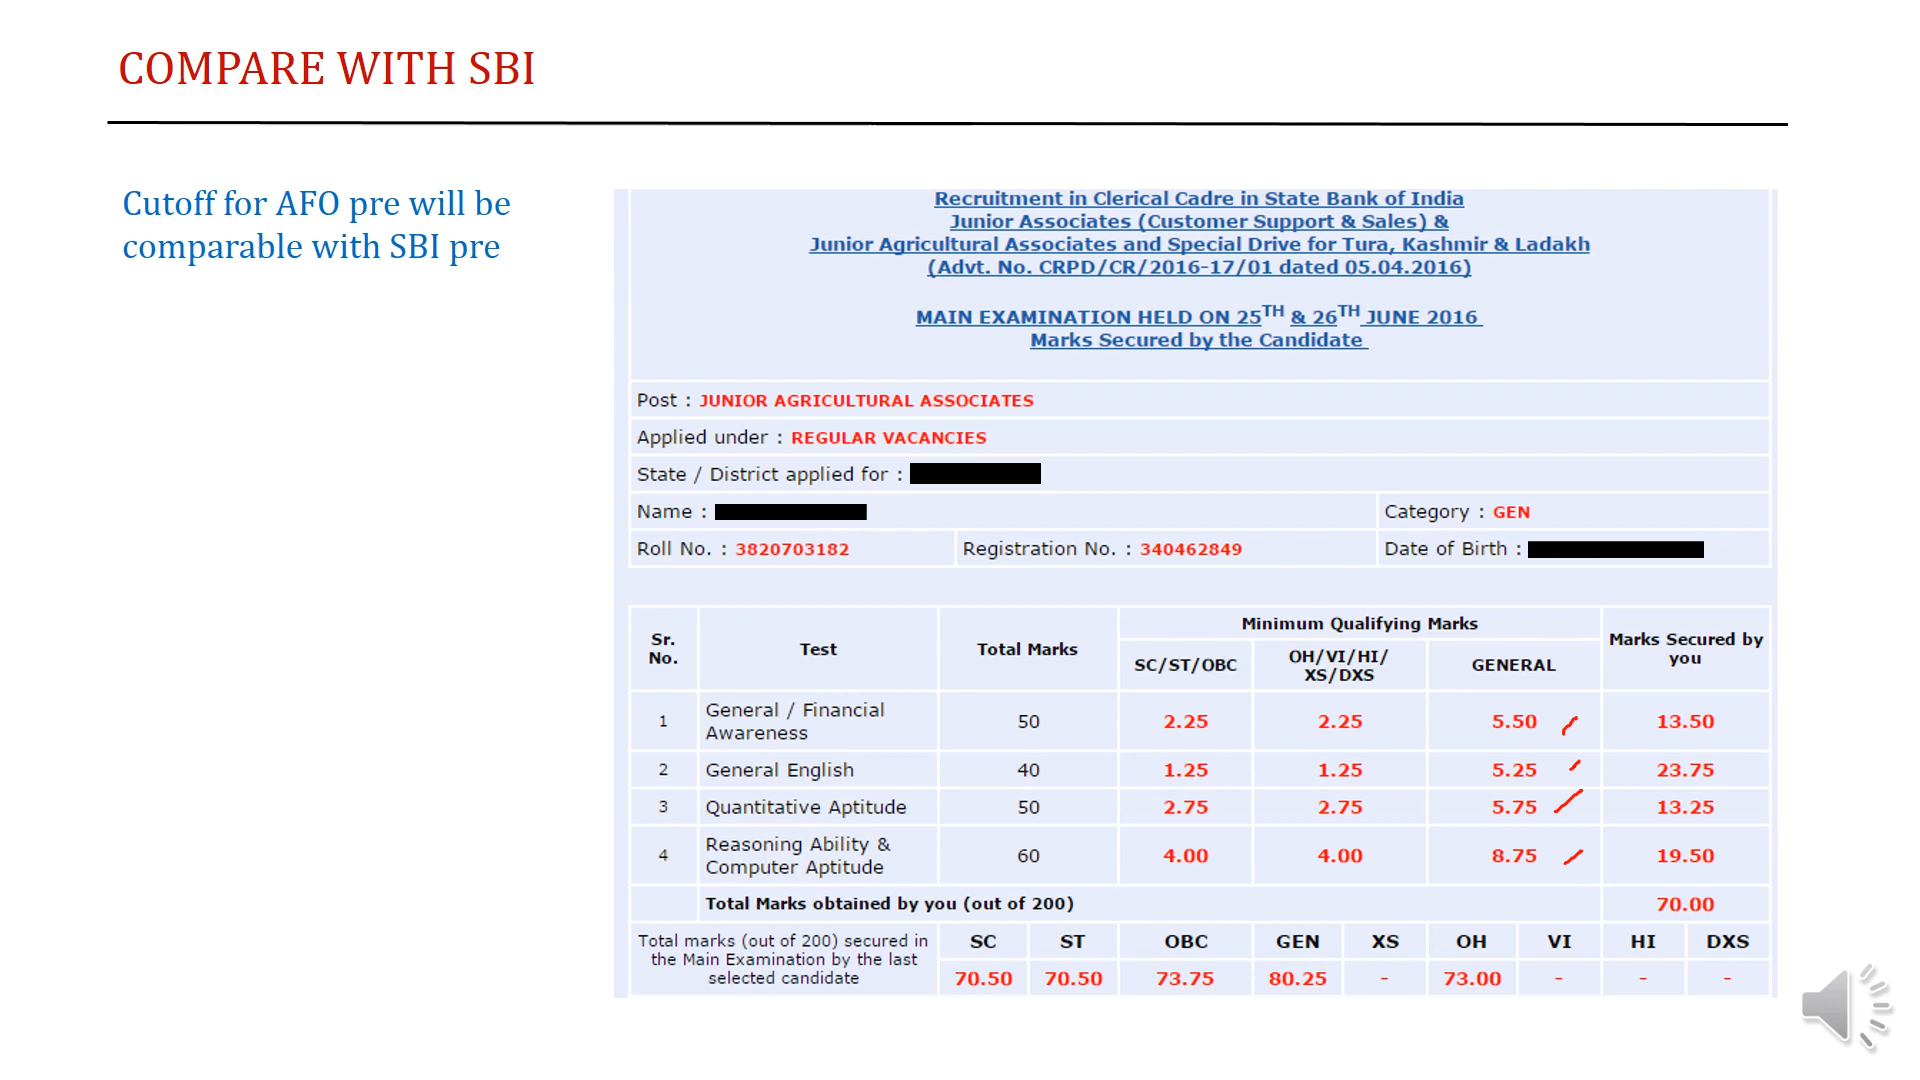 COMPARE WITH SBI
Cutoff for AFO pre will be
comparable with SBI pre
Recruitment in Clerical Cadre in State Bank of India
Junior Associates (Customer Support & Sales) &
Junior Agricultural Associates and Special Drive for Tura, Kashmir & Ladakh
(Advt. No. CRPD/CR/2016-17/01 dated 05.04.2016)
MAIN EXAMINATION HELD ON 25TH & 26TH JUNE 2016
Marks Secured by the Candidate
Post : JUNIOR AGRICULTURAL ASSOCIATES
Applied under : REGULAR VACANCIES
State / District applied for :
Name : Category : GEN
Roll No. : 3820703182 Registration No. : 340462849 Date of Birth :
Sr. No. Test Total Marks Minimum Qualifying Marks Marks Secured by you
SC/ST/OBC OH/VI/HI/XS/DXS GENERAL
1 General / Financial Awareness 50 2.25 2.25 5.50 13.50
2 General English 40 1.25 1.25 5.25 23.75
3 Quantitative Aptitude 50 2.75 2.75 5.75 13.25
4 Reasoning Ability & Computer Aptitude 60 4.00 4.00 8.75 19.50
Total Marks obtained by you (out of 200) 70.00
Total marks (out of 200) secured in the Main Examination by the last selected candidate SC ST OBC GEN XS OH VI HI DXS
70.50 70.50 73.75 80.25 - 73.00 - - -